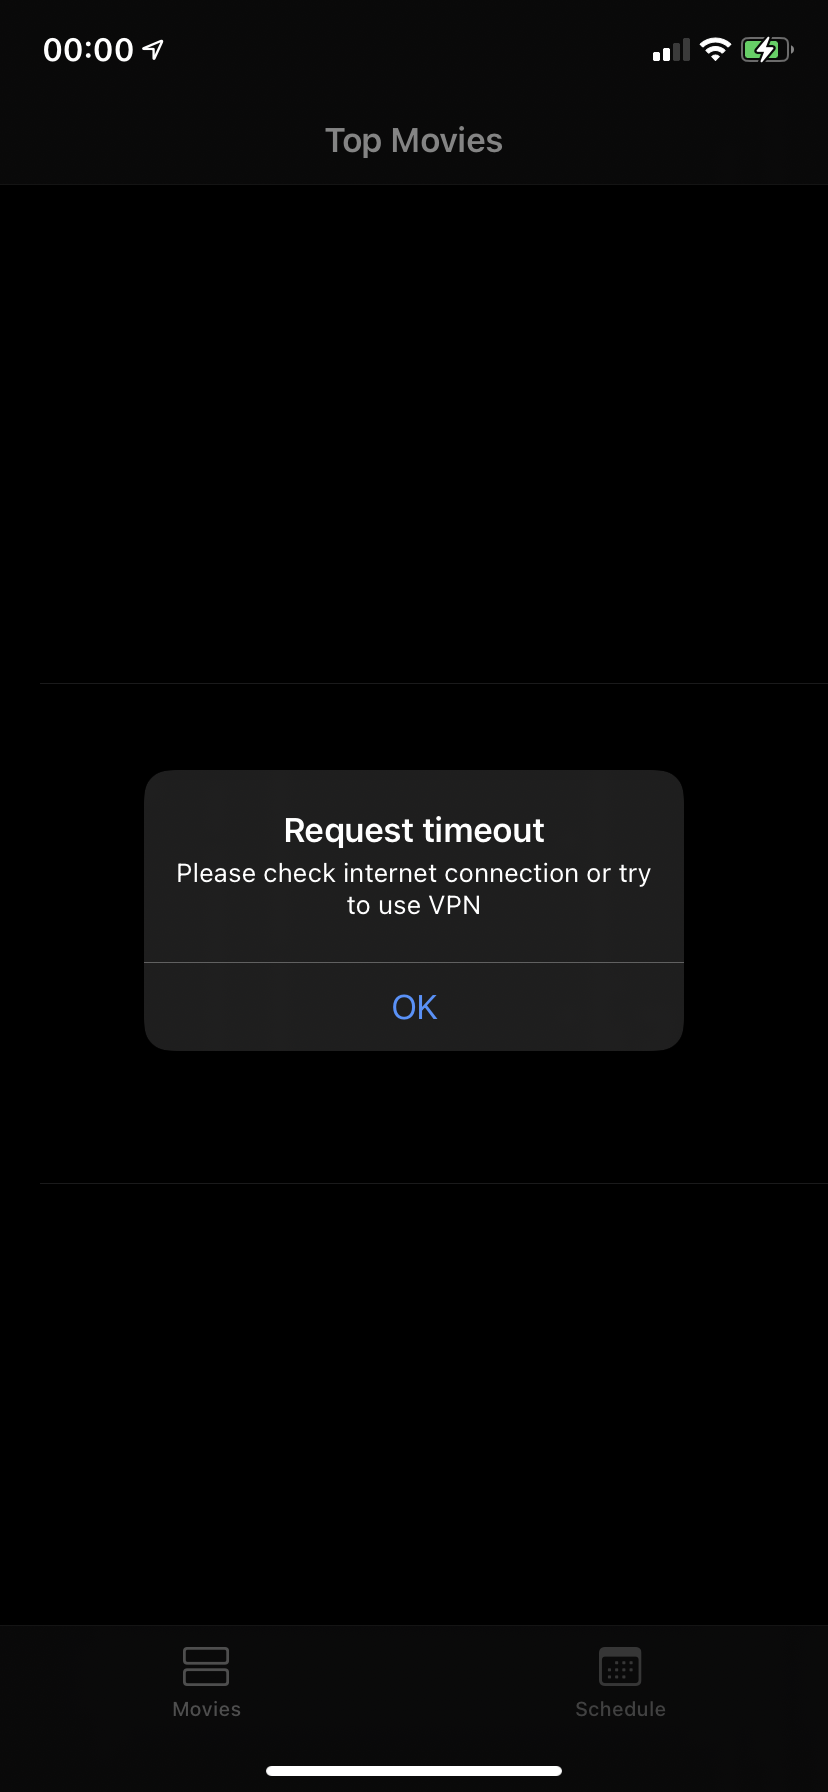 00:00
Top Movies
Request timeout
Please check internet connection or try
to use VPN
OK
Movies
Schedule